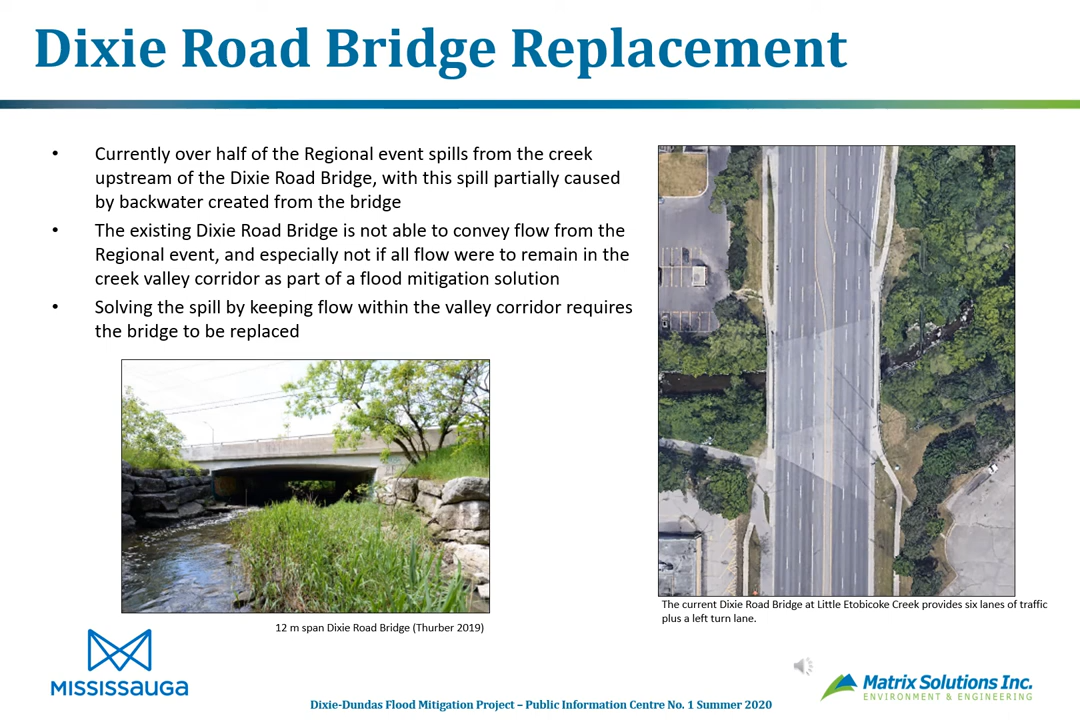 Dixie Road Bridge Replacement
• Currently over half of the Regional event spills from the creek
upstream of the Dixie Road Bridge, with this spill partially caused
by backwater created from the bridge
• The existing Dixie Road Bridge is not able to convey flow from the
Regional event, and especially not if all flow were to remain in the
creek valley corridor as part of a flood mitigation solution
• Solving the spill by keeping flow within the valley corridor requires
the bridge to be replaced
12 m span Dixie Road Bridge (Thurber 2019)
The current Dixie Road Bridge at Little Etobicoke Creek provides six lanes of traffic
plus a left turn lane.
MISSISSAUGA
Matrix Solutions Inc.
ENVIRONMENT & ENGINEERING
Dixie-Dundas Flood Mitigation Project – Public Information Centre No. 1 Summer 2020